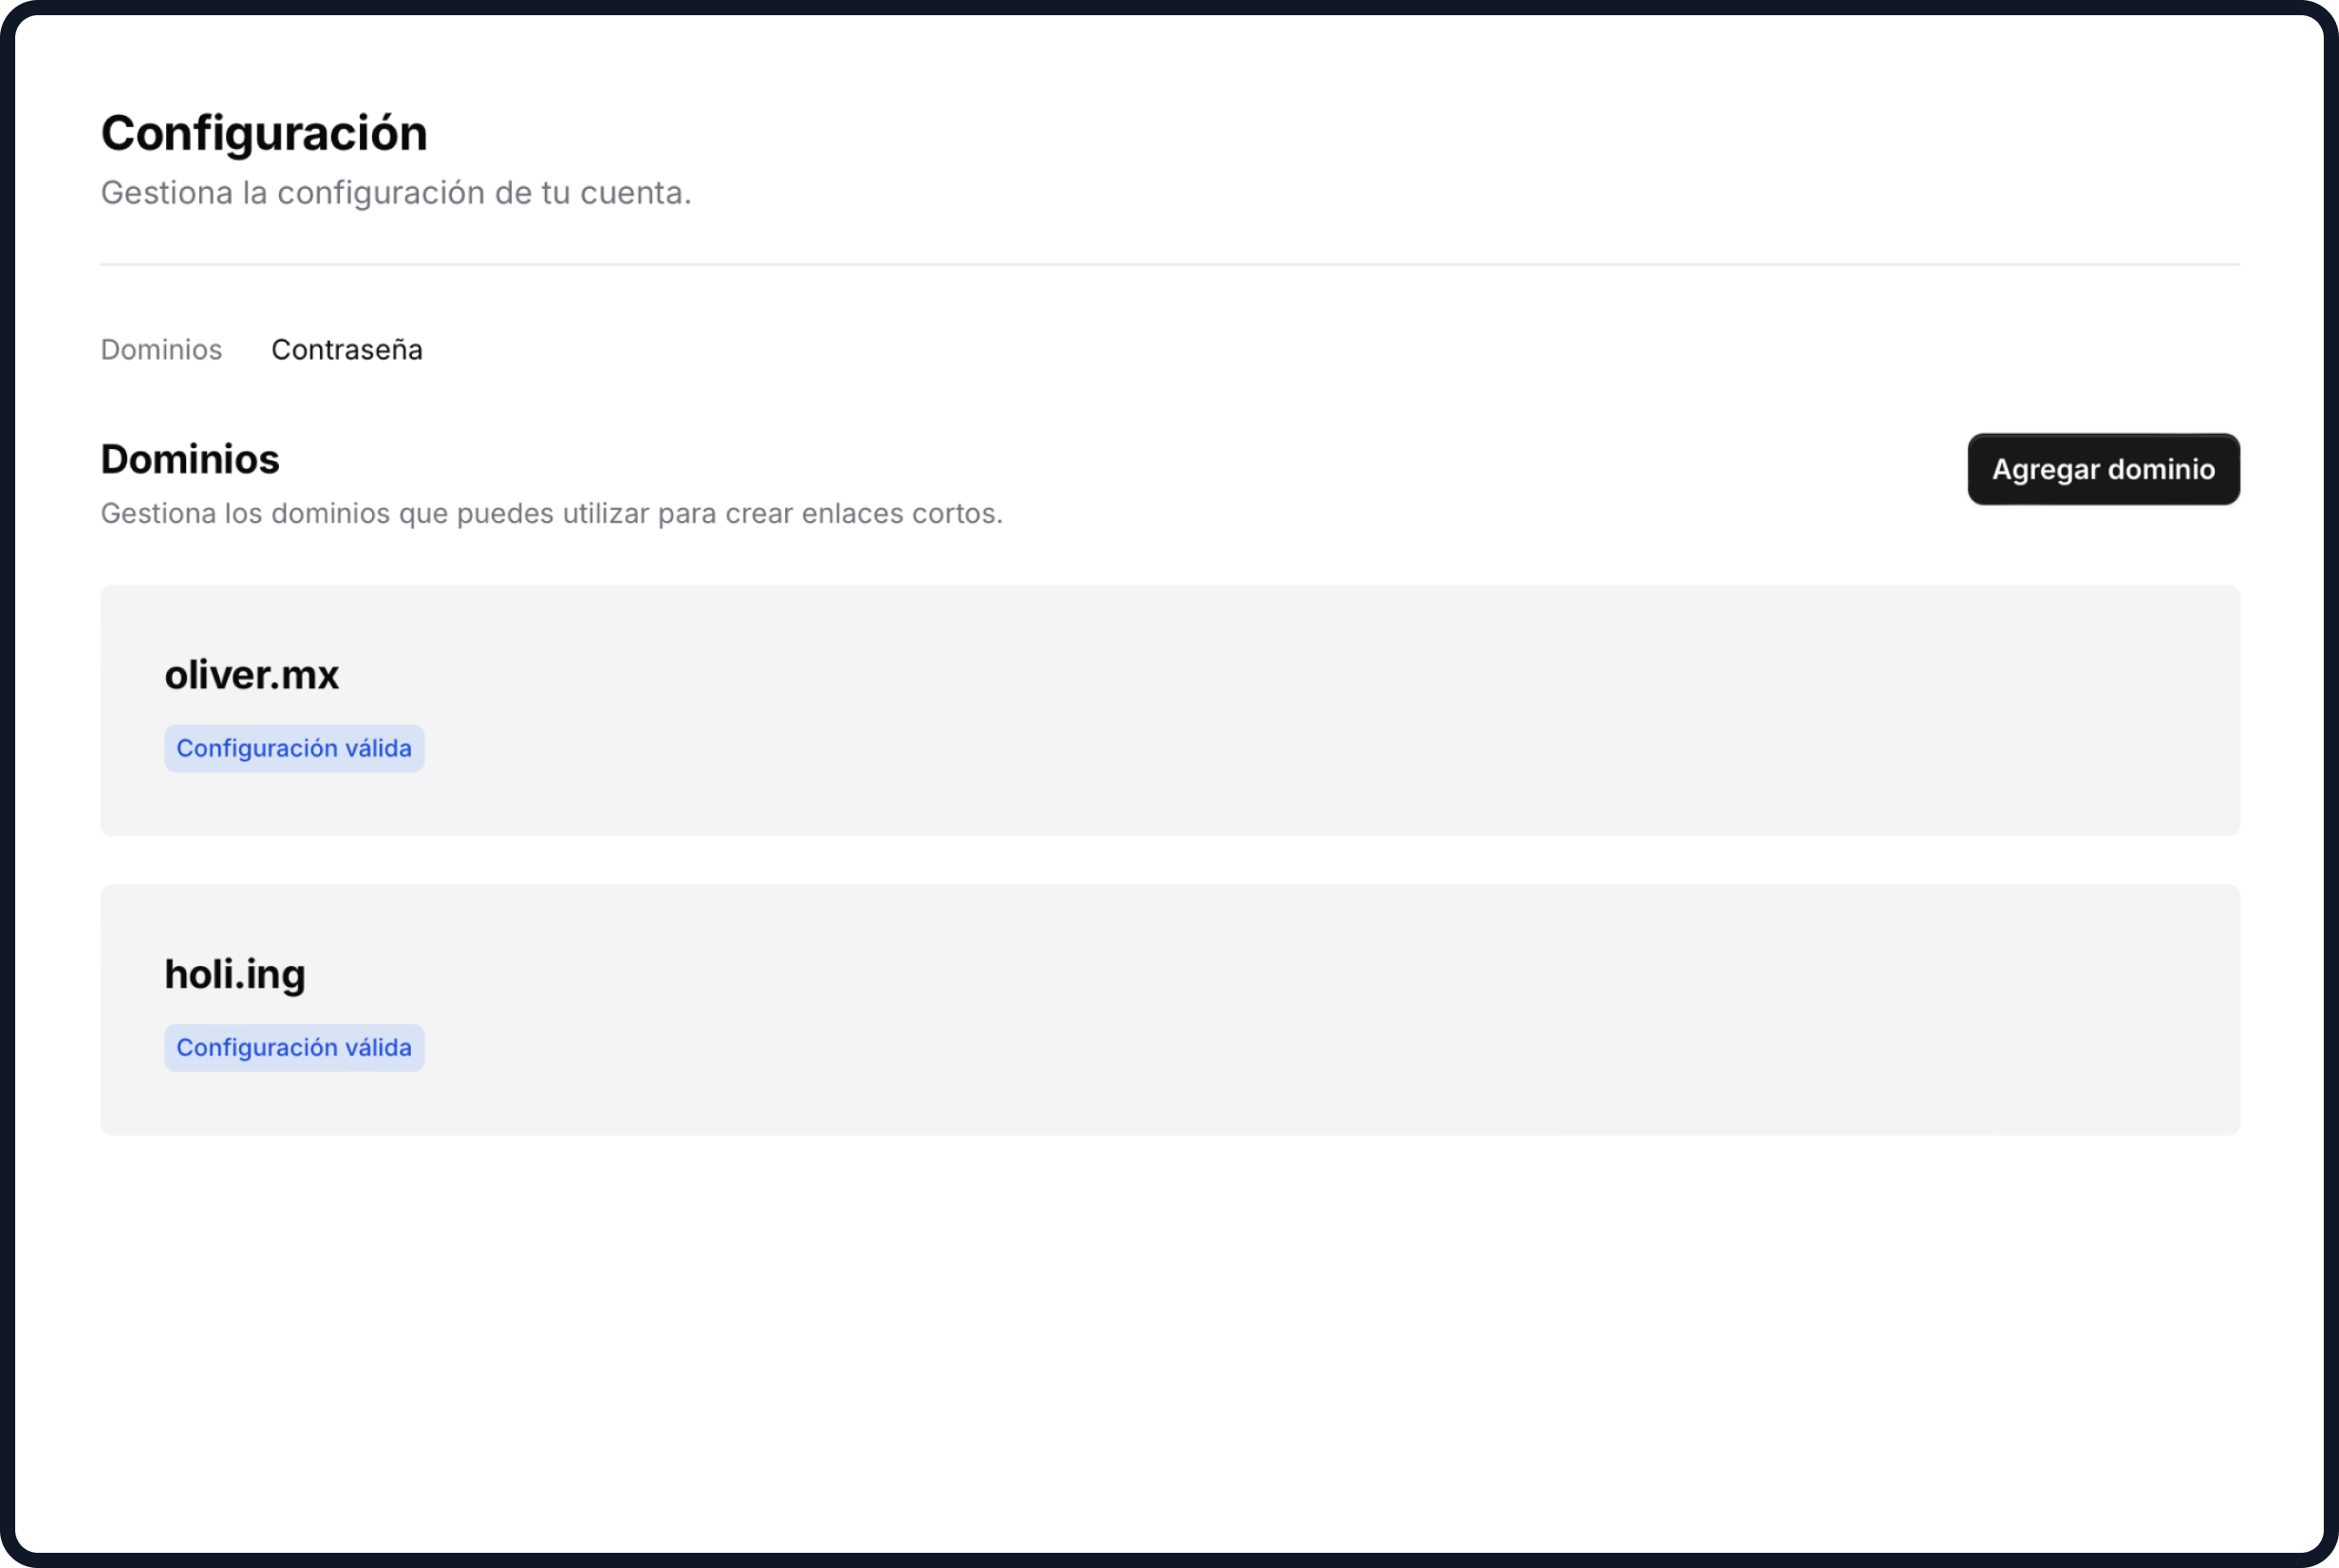 Configuración
Gestiona la configuración de tu cuenta.
Dominios Contraseña
Dominios
Agregar dominio
Gestiona los dominios que puedes utilizar para crear enlaces cortos.
oliver.mx
Configuración válida
holi.ing
Configuración válida